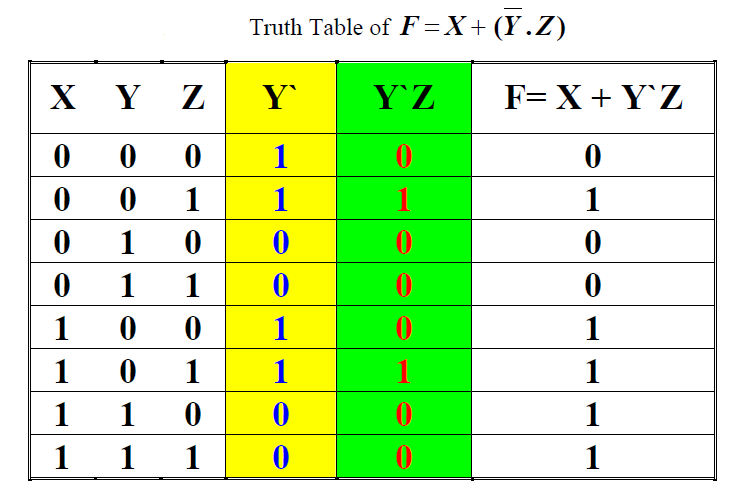 Truth Table of F = X + (Y̅ . Z)
X Y Z Y` Y`Z F= X + Y`Z
0 0 0 1 0 0
0 0 1 1 1 1
0 1 0 0 0 0
0 1 1 0 0 0
1 0 0 1 0 1
1 0 1 1 1 1
1 1 0 0 0 1
1 1 1 0 0 1